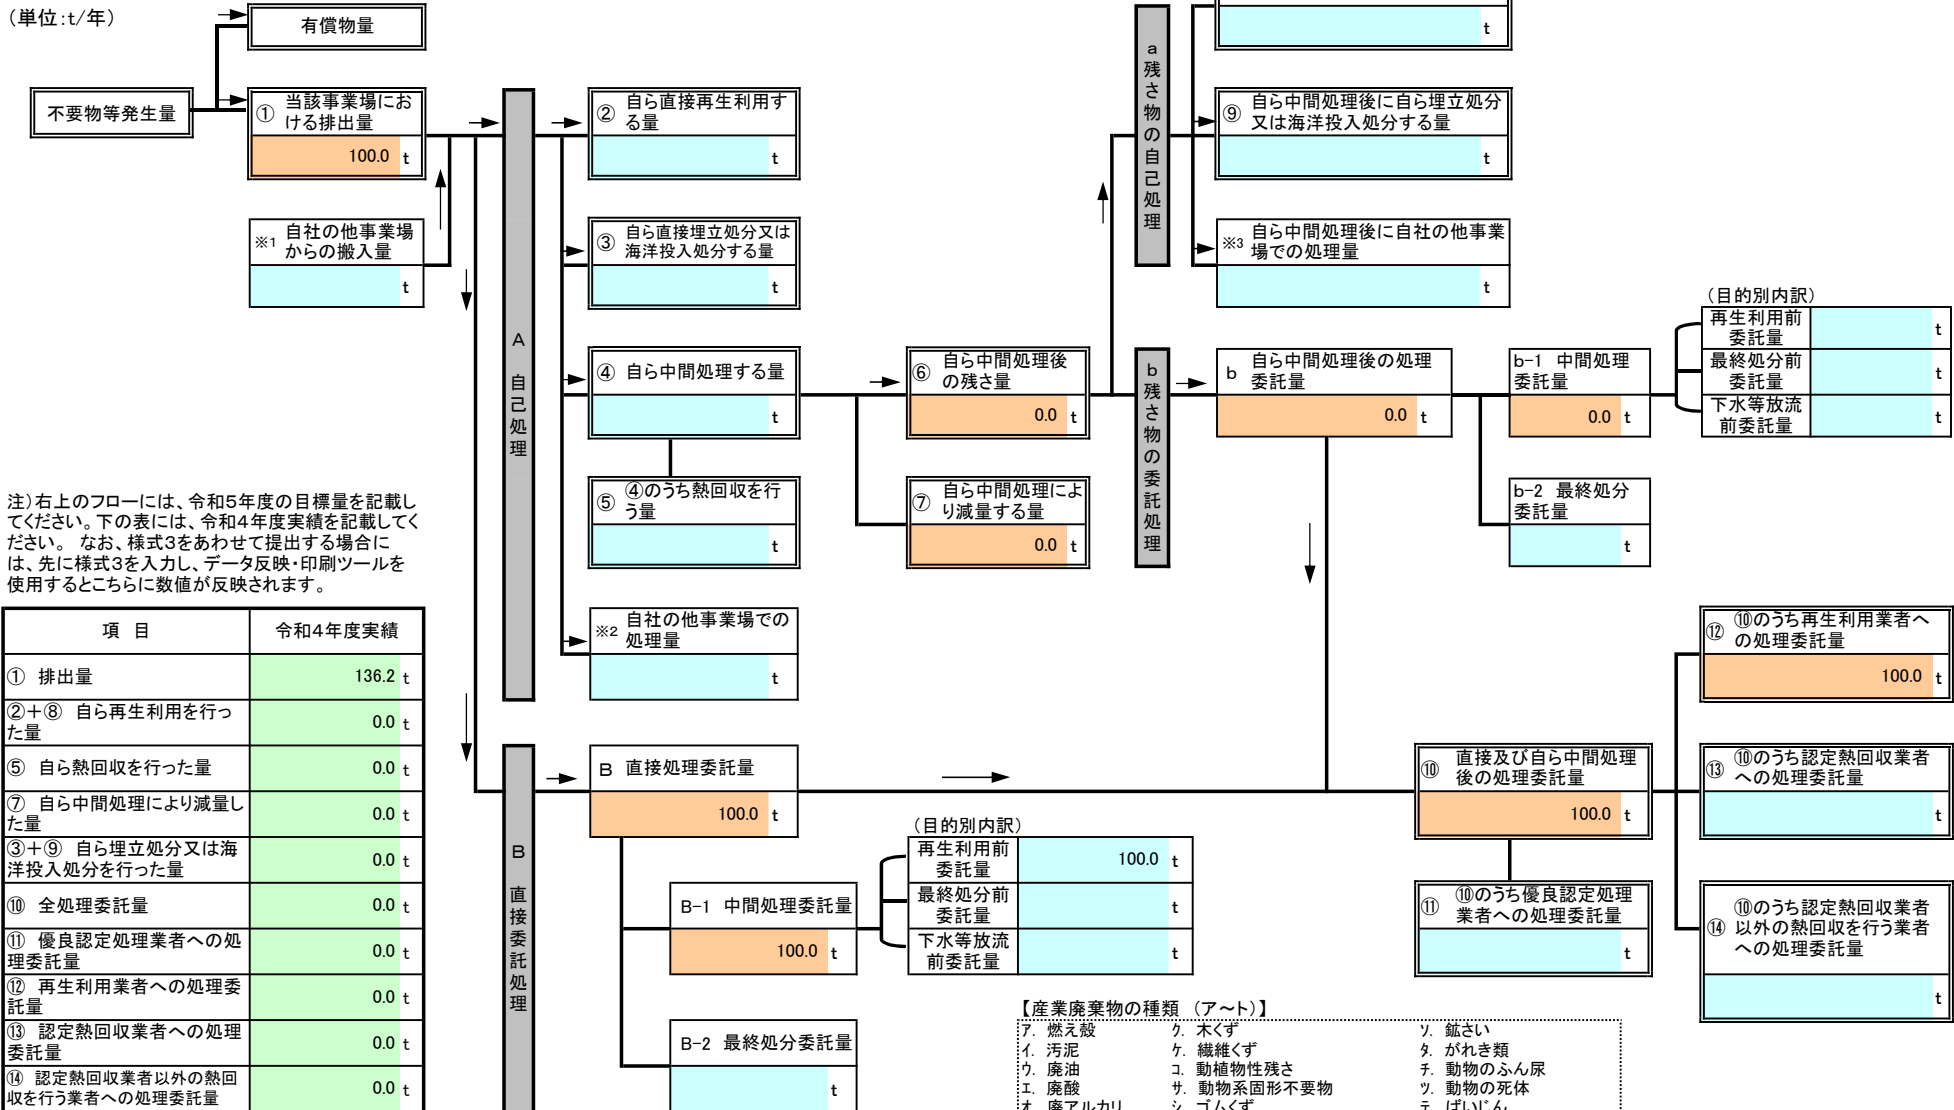 （単位：t/年）
有償物量
不要物等発生量
① 当該事業場にお
ける排出量
100.0 t
※1 自社の他事業場
からの搬入量
t
A 自己処理
② 自ら直接再生利用す
る量
t
③ 自ら直接埋立処分又は
海洋投入処分する量
t
④ 自ら中間処理する量
t
⑤ ④のうち熱回収を行
う量
t
※2 自社の他事業場での
処理量
t
⑥ 自ら中間処理後
の残さ量
0.0 t
⑦ 自ら中間処理によ
り減量する量
0.0 t
a 残さ物の自己処理
t
⑨ 自ら中間処理後に自ら埋立処分
又は海洋投入処分する量
t
※3 自ら中間処理後に自社の他事業
場での処理量
t
b 残さ物の委託処理
b 自ら中間処理後の処理
委託量
0.0 t
b-1 中間処理
委託量
0.0 t
（目的別内訳）
再生利用前
委託量
t
最終処分前
委託量
t
下水等放流
前委託量
t
b-2 最終処分
委託量
t
注）右上のフローには、令和５年度の目標量を記載し
てください。下の表には、令和４年度実績を記載してく
ださい。 なお、様式３をあわせて提出する場合に
は、先に様式３を入力し、データ反映・印刷ツールを
使用するとこちらに数値が反映されます。
項 目 令和４年度実績
① 排出量 136.2 t
②＋⑧ 自ら再生利用を行っ
た量 0.0 t
⑤ 自ら熱回収を行った量 0.0 t
⑦ 自ら中間処理により減量し
た量 0.0 t
③＋⑨ 自ら埋立処分又は海
洋投入処分を行った量 0.0 t
⑩ 全処理委託量 0.0 t
⑪ 優良認定処理業者への処
理委託量 0.0 t
⑫ 再生利用業者への処理委
託量 0.0 t
⑬ 認定熱回収業者への処理
委託量 0.0 t
⑭ 認定熱回収業者以外の熱回
収を行う業者への処理委託量 0.0 t
B 直接委託処理
B 直接処理委託量
100.0 t
B-1 中間処理委託量
100.0 t
（目的別内訳）
再生利用前
委託量
100.0 t
最終処分前
委託量
t
下水等放流
前委託量
t
B-2 最終処分委託量
t
⑩ 直接及び自ら中間処理
後の処理委託量
100.0 t
⑪ ⑩のうち優良認定処理
業者への処理委託量
t
⑫ ⑩のうち再生利用業者へ
の処理委託量
100.0 t
⑬ ⑩のうち認定熱回収業者
への処理委託量
t
⑭ ⑩のうち認定熱回収業者
以外の熱回収を行う業者
への処理委託量
t
【産業廃棄物の種類 （ア～ト）】
ｱ. 燃え殻 ｸ. 木くず ｿ. 鉱さい
ｲ. 汚泥 ｹ. 繊維くず ﾀ. がれき類
ｳ. 廃油 ｺ. 動植物性残さ ﾁ. 動物のふん尿
ｴ. 廃酸 ｻ. 動物系固形不要物 ﾂ. 動物の死体
ｵ. 廃アルカリ ｼ. ゴムくず ﾃ. ばいじん